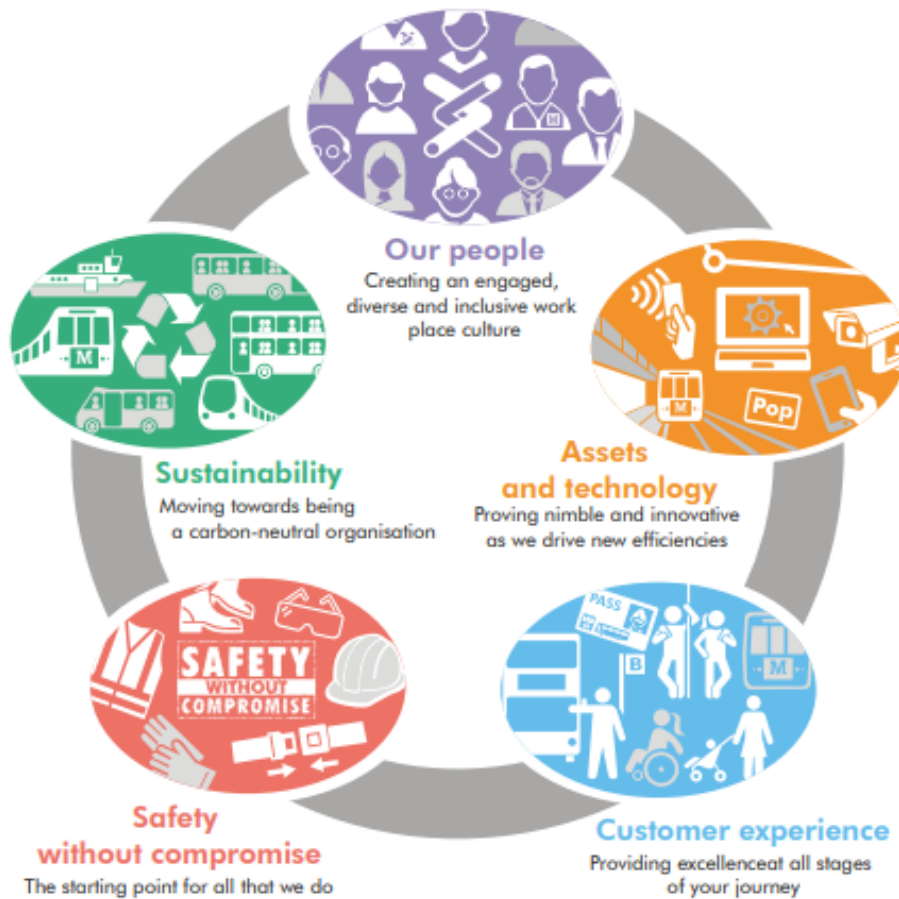 Our people
Creating an engaged,
diverse and inclusive work
place culture
M
M
Pop
M
Assets
and technology
Proving nimble and innovative
as we drive new efficiencies
Sustainability
Moving towards being
a carbon-neutral organisation
SAFETY
WITHOUT
COMPROMISE
PASS
B
M
Safety
without compromise
The starting point for all that we do
Customer experience
Providing excellenceat all stages
of your journey